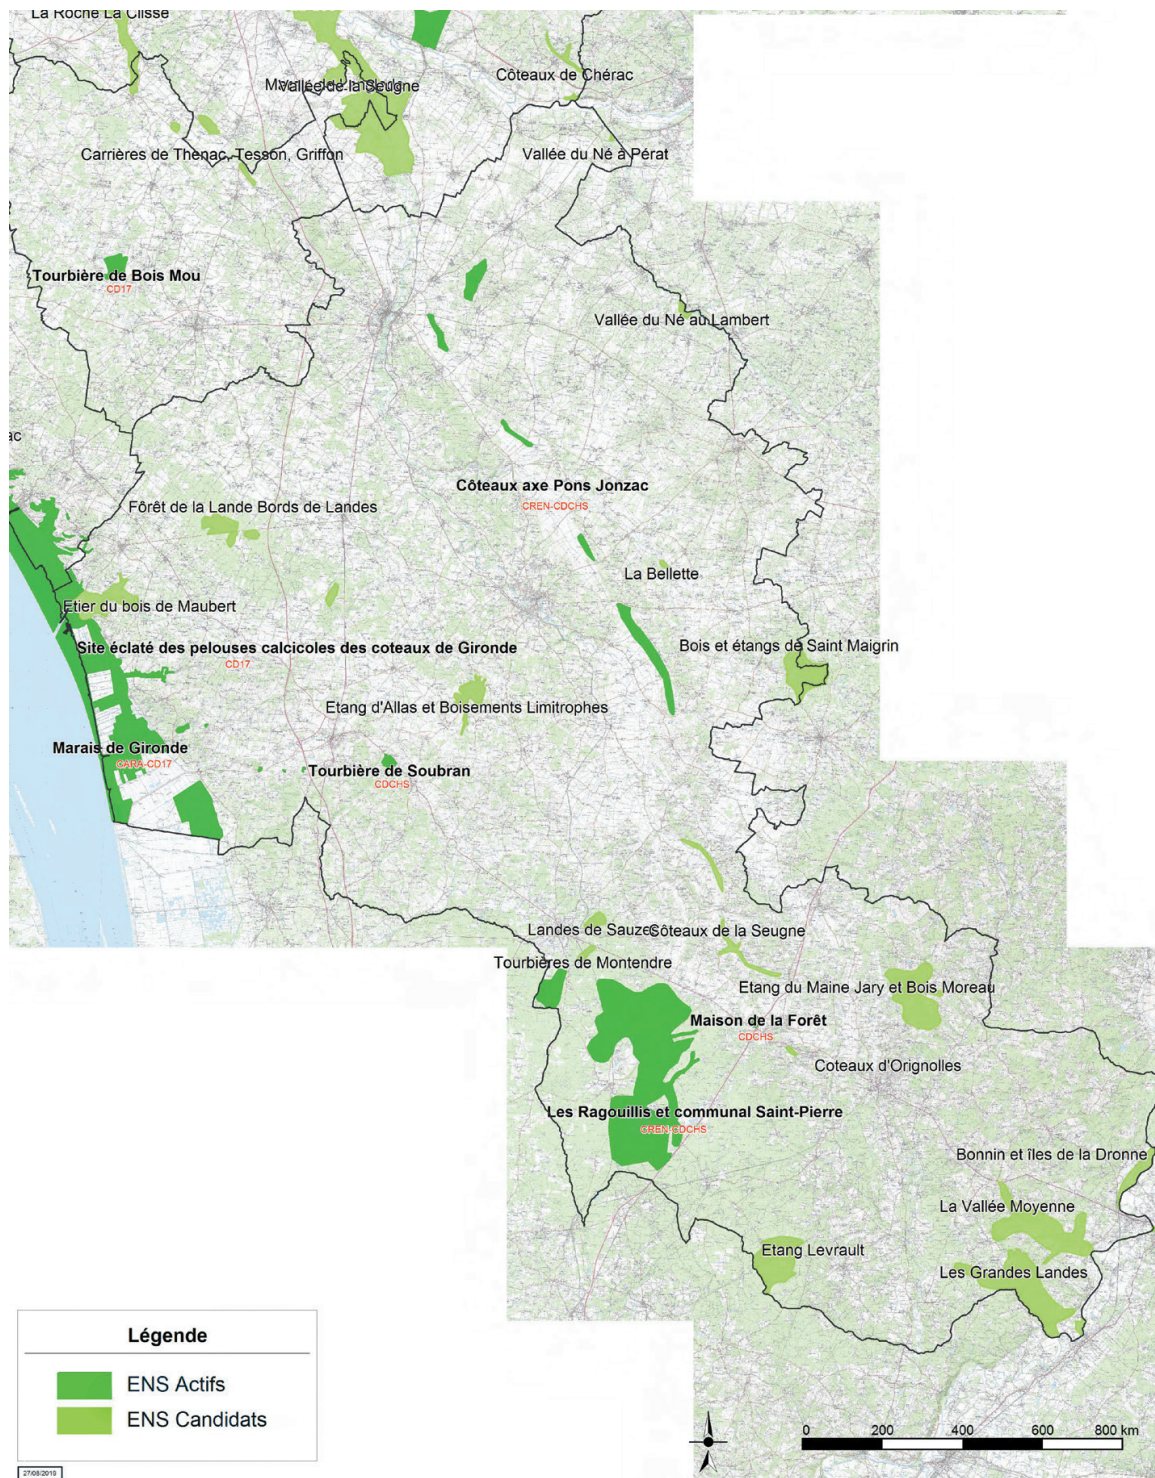 La Roche La Clisse
Côteaux de Chérac
Vallée de la Seugne
Carrières de Thénac, Tesson, Griffon
Vallée du Né à Pérat
Tourbière de Bois Mou
CD17
Vallée du Né au Lambert
ac
Côteaux axe Pons Jonzac
CREN-CDCHS
Fôrêt de la Lande Bords de Landes
La Bellette
Etier du bois de Maubert
Site éclaté des pelouses calcicoles des coteaux de Gironde
CD17
Bois et étangs de Saint Maigrin
Etang d'Allas et Boisements Limitrophes
Marais de Gironde
CARA-CD17
Tourbière de Soubran
CDCHS
Landes de Sauze
Côteaux de la Seugne
Tourbières de Montendre
Etang du Maine Jary et Bois Moreau
Maison de la Forêt
CDCHS
Coteaux d'Orignolles
Les Ragouillis et communal Saint-Pierre
CREN-CDCHS
Bonnin et îles de la Dronne
La Vallée Moyenne
Etang Levrault
Les Grandes Landes
Légende
ENS Actifs
ENS Candidats
0 200 400 600 800 km
27/08/2019